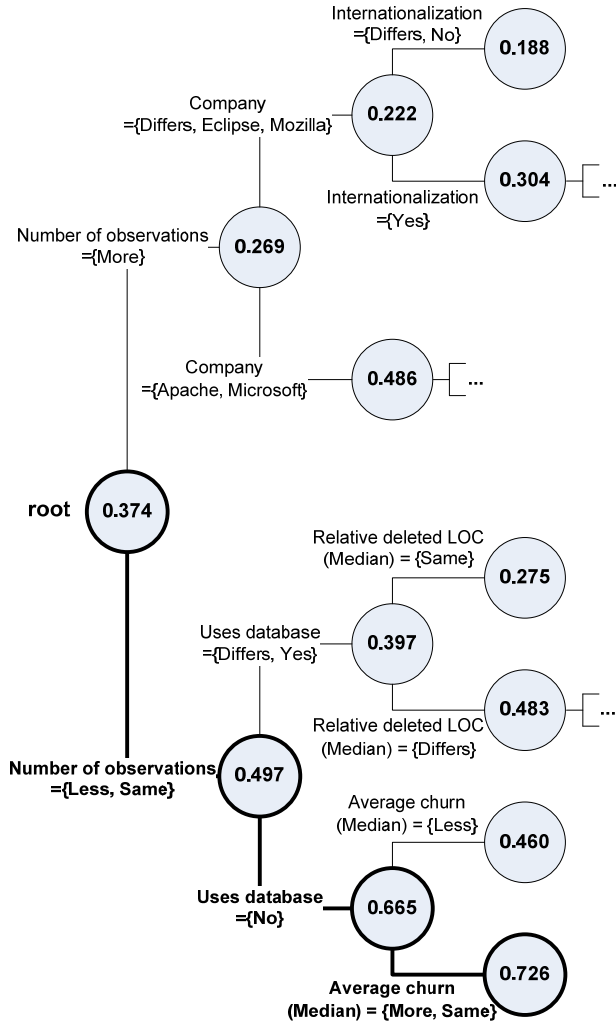 Internationalization
={Differs, No}
0.188
Company
={Differs, Eclipse, Mozilla}
0.222
Internationalization
={Yes}
0.304
...
Number of observations
={More}
0.269
Company
={Apache, Microsoft}
0.486
...
root
0.374
Relative deleted LOC
(Median) = {Same}
0.275
Uses database
={Differs, Yes}
0.397
Relative deleted LOC
(Median) = {Differs}
0.483
...
Number of observations
={Less, Same}
0.497
Average churn
(Median) = {Less}
0.460
Uses database
={No}
0.665
Average churn
(Median) = {More, Same}
0.726